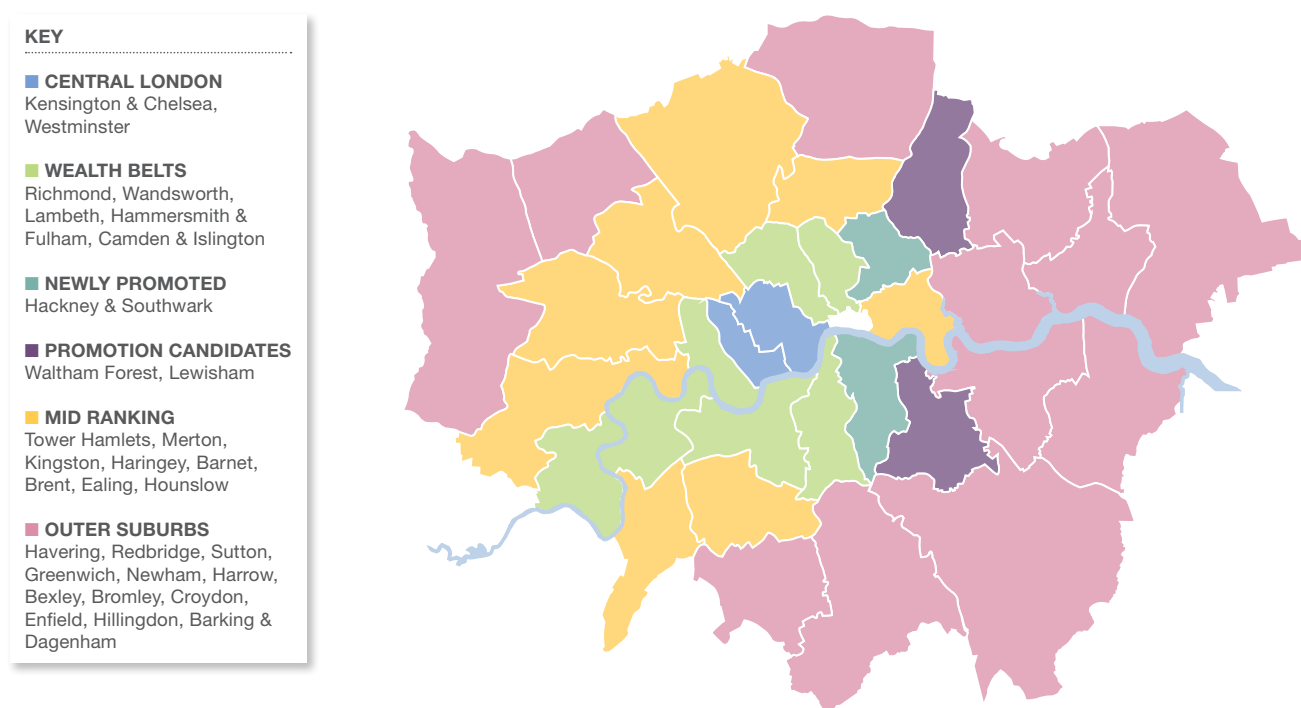 KEY
CENTRAL LONDON
Kensington & Chelsea,
Westminster
WEALTH BELTS
Richmond, Wandsworth,
Lambeth, Hammersmith &
Fulham, Camden & Islington
NEWLY PROMOTED
Hackney & Southwark
PROMOTION CANDIDATES
Waltham Forest, Lewisham
MID RANKING
Tower Hamlets, Merton,
Kingston, Haringey, Barnet,
Brent, Ealing, Hounslow
OUTER SUBURBS
Havering, Redbridge, Sutton,
Greenwich, Newham, Harrow,
Bexley, Bromley, Croydon,
Enfield, Hillingdon, Barking &
Dagenham